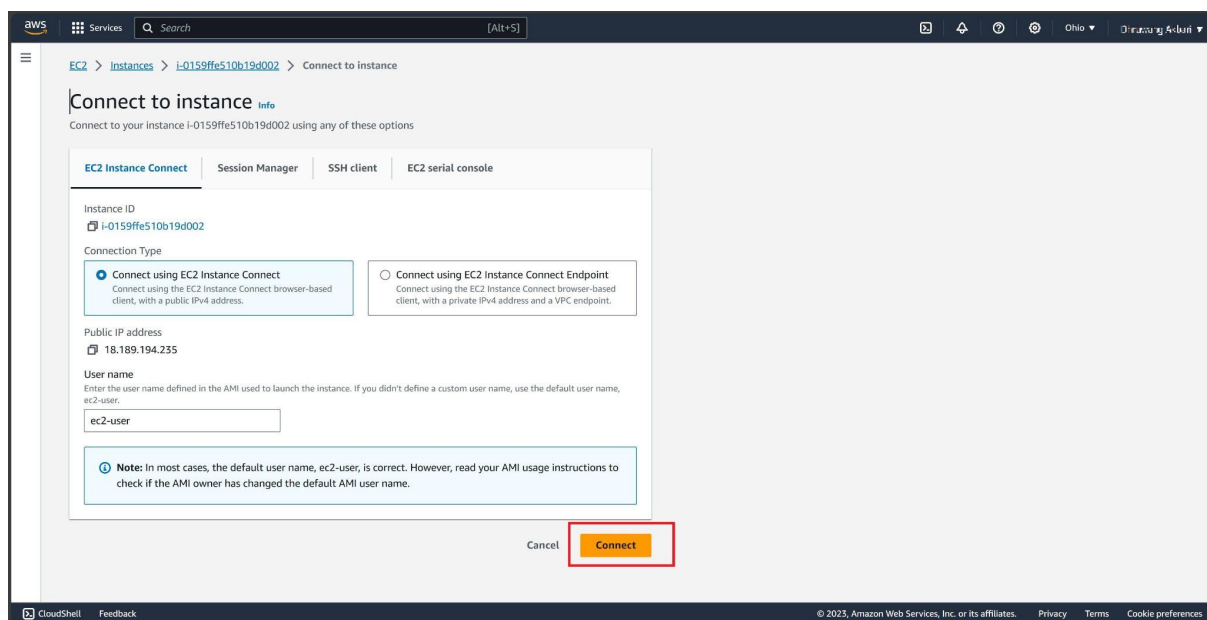 aws Services Search [Alt+S] Ohio
EC2 > Instances > i-0159ffe510b19d002 > Connect to instance
Connect to instance Info
Connect to your instance i-0159ffe510b19d002 using any of these options
EC2 Instance Connect Session Manager SSH client EC2 serial console
Instance ID
i-0159ffe510b19d002
Connection Type
Connect using EC2 Instance Connect
Connect using the EC2 Instance Connect browser-based
client, with a public IPv4 address.
Connect using EC2 Instance Connect Endpoint
Connect using the EC2 Instance Connect browser-based
client, with a private IPv4 address and a VPC endpoint.
Public IP address
18.189.194.235
User name
Enter the user name defined in the AMI used to launch the instance. If you didn't define a custom user name, use the default user name,
ec2-user.
ec2-user
Note: In most cases, the default user name, ec2-user, is correct. However, read your AMI usage instructions to
check if the AMI owner has changed the default AMI user name.
Cancel Connect
CloudShell Feedback © 2023, Amazon Web Services, Inc. or its affiliates. Privacy Terms Cookie preferences